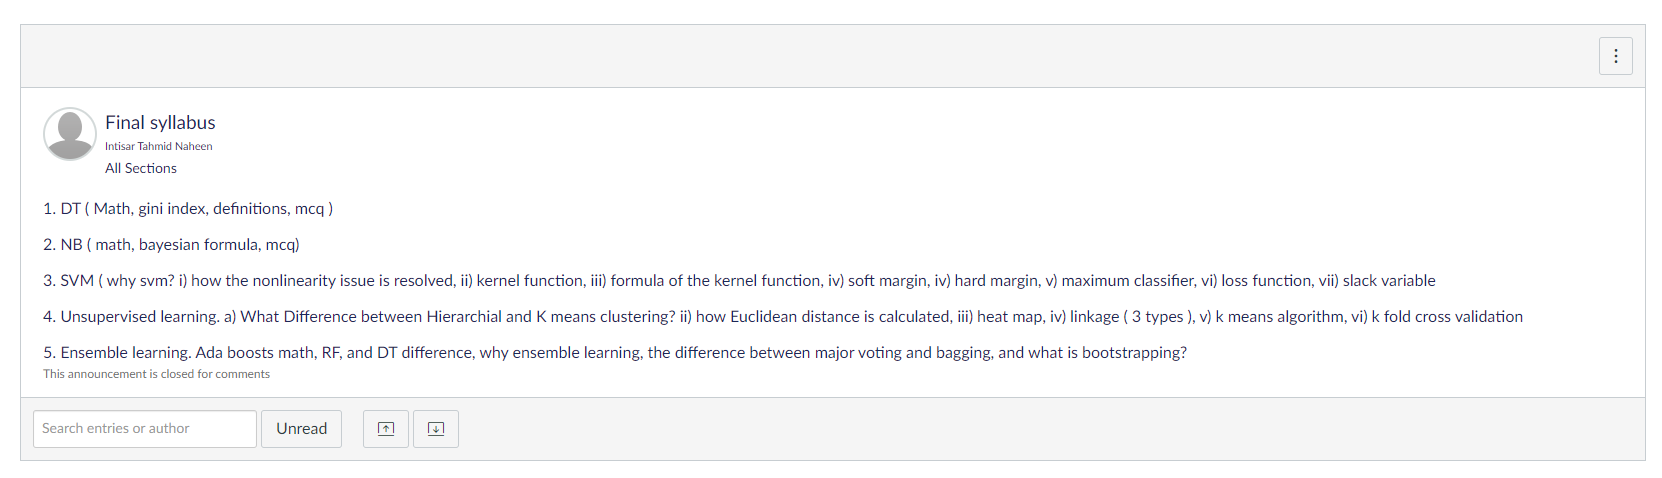 Final syllabus
Intisar Tahmid Naheen
All Sections
1. DT ( Math, gini index, definitions, mcq )
2. NB ( math, bayesian formula, mcq)
3. SVM ( why svm? i) how the nonlinearity issue is resolved, ii) kernel function, iii) formula of the kernel function, iv) soft margin, iv) hard margin, v) maximum classifier, vi) loss function, vii) slack variable
4. Unsupervised learning. a) What Difference between Hierarchial and K means clustering? ii) how Euclidean distance is calculated, iii) heat map, iv) linkage ( 3 types ), v) k means algorithm, vi) k fold cross validation
5. Ensemble learning. Ada boosts math, RF, and DT difference, why ensemble learning, the difference between major voting and bagging, and what is bootstrapping?
This announcement is closed for comments
Search entries or author
Unread